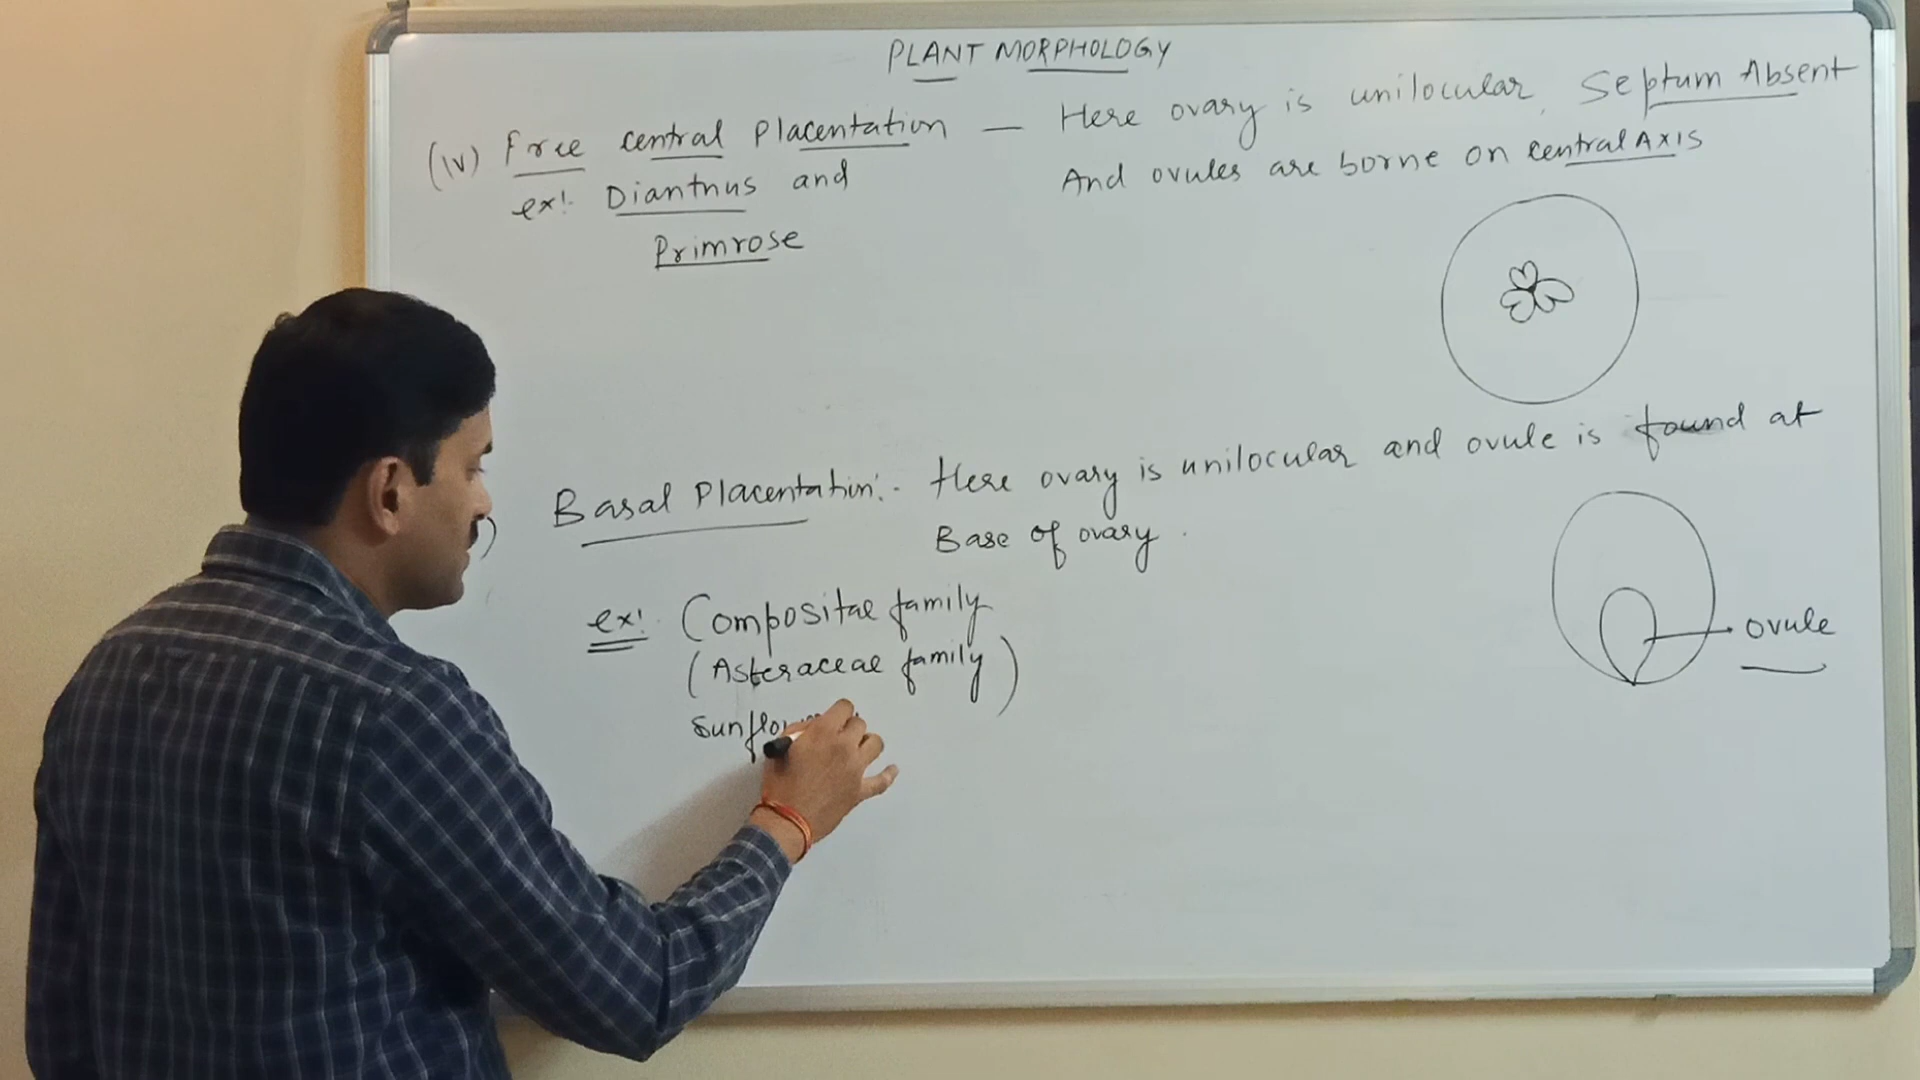 PLANT MORPHOLOGY
(iv) Free central Placentation — Here ovary is unilocular, Septum Absent
And ovules are borne on central Axis
ex:- Diantnus and
Primrose
) Basal Placentation:- Here ovary is unilocular and ovule is found at
Base of ovary.
ex:- Compositae family
(Asteraceae family)
Sunflo
ovule